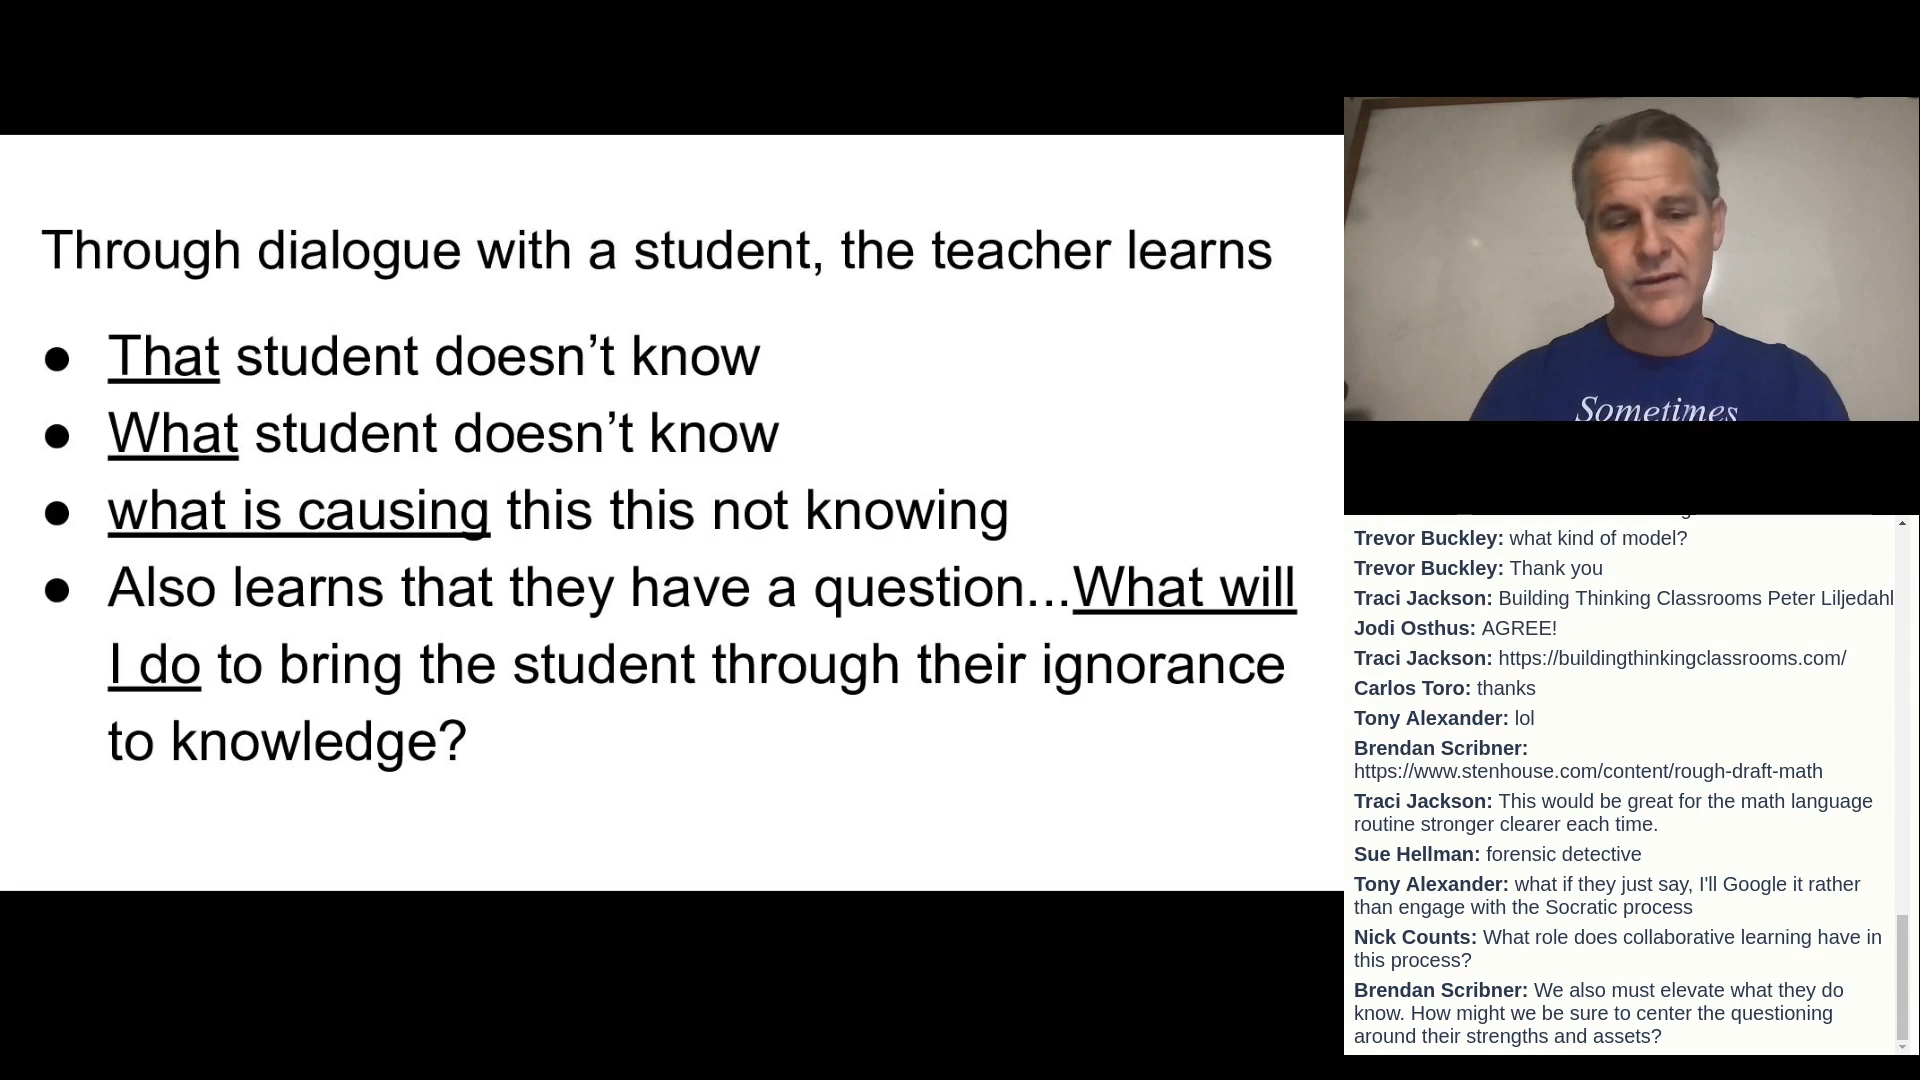 Through dialogue with a student, the teacher learns
● That student doesn’t know
● What student doesn’t know
● what is causing this this not knowing
● Also learns that they have a question...What will
I do to bring the student through their ignorance
to knowledge?
Sometimes
Trevor Buckley: what kind of model?
Trevor Buckley: Thank you
Traci Jackson: Building Thinking Classrooms Peter Liljedahl
Jodi Osthus: AGREE!
Traci Jackson: https://buildingthinkingclassrooms.com/
Carlos Toro: thanks
Tony Alexander: lol
Brendan Scribner:
https://www.stenhouse.com/content/rough-draft-math
Traci Jackson: This would be great for the math language
routine stronger clearer each time.
Sue Hellman: forensic detective
Tony Alexander: what if they just say, I'll Google it rather
than engage with the Socratic process
Nick Counts: What role does collaborative learning have in
this process?
Brendan Scribner: We also must elevate what they do
know. How might we be sure to center the questioning
around their strengths and assets?